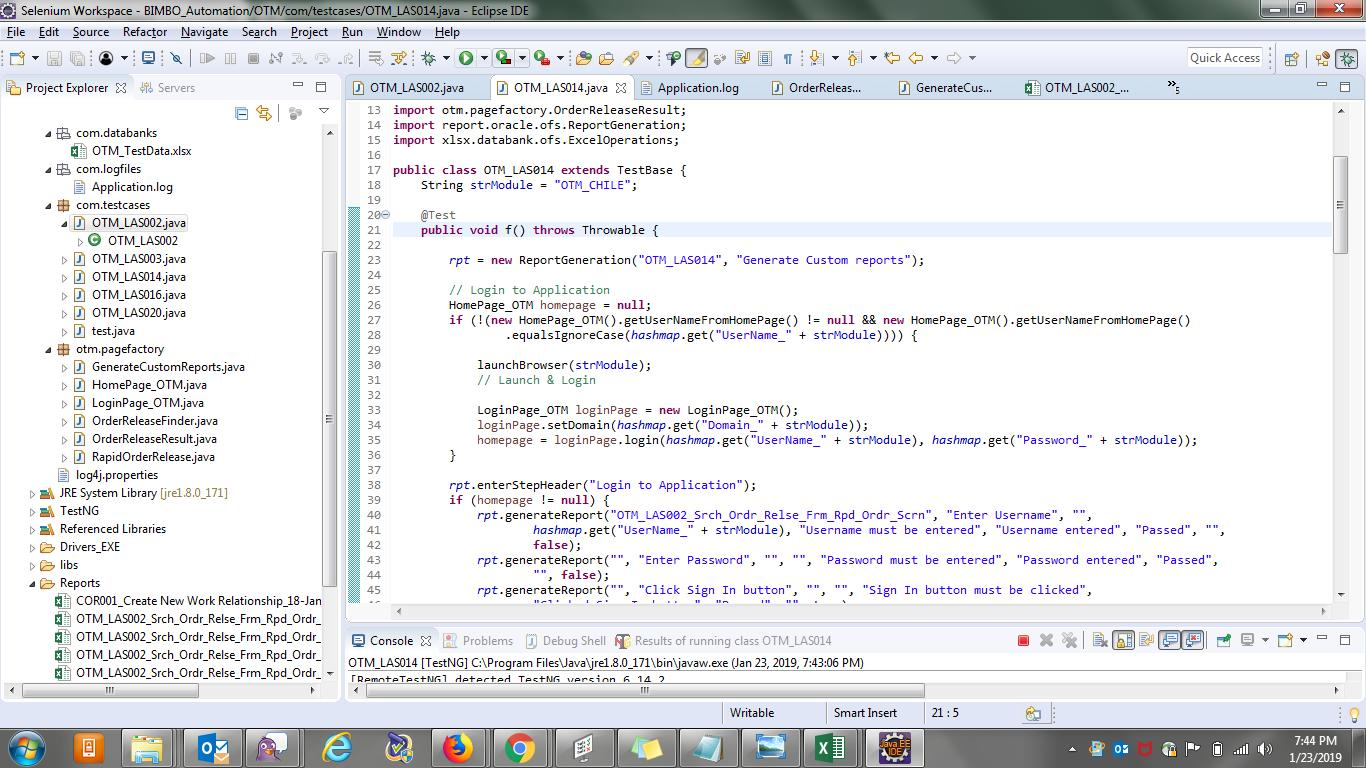 Selenium Workspace - BIMBO_Automation/OTM/com/testcases/OTM_LAS014.java - Eclipse IDE
File Edit Source Refactor Navigate Search Project Run Window Help
Quick Access
Project Explorer Servers
com.databanks
OTM_TestData.xlsx
com.logfiles
Application.log
com.testcases
OTM_LAS002.java
OTM_LAS002
OTM_LAS003.java
OTM_LAS014.java
OTM_LAS016.java
OTM_LAS020.java
test.java
otm.pagefactory
GenerateCustomReports.java
HomePage_OTM.java
LoginPage_OTM.java
OrderReleaseFinder.java
OrderReleaseResult.java
RapidOrderRelease.java
log4j.properties
JRE System Library [jre1.8.0_171]
TestNG
Referenced Libraries
Drivers_EXE
libs
Reports
COR001_Create New Work Relationship_18-Jan
OTM_LAS002_Srch_Ordr_Relse_Frm_Rpd_Ordr_
OTM_LAS002_Srch_Ordr_Relse_Frm_Rpd_Ordr_
OTM_LAS002_Srch_Ordr_Relse_Frm_Rpd_Ordr_
OTM_LAS002_Srch_Ordr_Relse_Frm_Rpd_Ordr_
OTM_LAS002.java OTM_LAS014.java Application.log OrderReleas... GenerateCus... OTM_LAS002_... »5
13 import otm.pagefactory.OrderReleaseResult;
14 import report.oracle.ofs.ReportGeneration;
15 import xlsx.databank.ofs.ExcelOperations;
16
17 public class OTM_LAS014 extends TestBase {
18 String strModule = "OTM_CHILE";
19
20 @Test
21 public void f() throws Throwable {
22
23 rpt = new ReportGeneration("OTM_LAS014", "Generate Custom reports");
24
25 // Login to Application
26 HomePage_OTM homepage = null;
27 if (!(new HomePage_OTM().getUserNameFromHomePage() != null && new HomePage_OTM().getUserNameFromHomePage()
28 .equalsIgnoreCase(hashmap.get("UserName_" + strModule)))) {
29
30 launchBrowser(strModule);
31 // Launch & Login
32
33 LoginPage_OTM loginPage = new LoginPage_OTM();
34 loginPage.setDomain(hashmap.get("Domain_" + strModule));
35 homepage = loginPage.login(hashmap.get("UserName_" + strModule), hashmap.get("Password_" + strModule));
36 }
37
38 rpt.enterStepHeader("Login to Application");
39 if (homepage != null) {
40 rpt.generateReport("OTM_LAS002_Srch_Ordr_Relse_Frm_Rpd_Ordr_Scrn", "Enter Username", "",
41 hashmap.get("UserName_" + strModule), "Username must be entered", "Username entered", "Passed", "",
42 false);
43 rpt.generateReport("", "Enter Password", "", "", "Password must be entered", "Password entered", "Passed",
44 "", false);
45 rpt.generateReport("", "Click Sign In button", "", "", "Sign In button must be clicked",
Console Problems Debug Shell Results of running class OTM_LAS014
OTM_LAS014 [TestNG] C:\Program Files\Java\jre1.8.0_171\bin\javaw.exe (Jan 23, 2019, 7:43:06 PM)
[RemoteTestNG] detected TestNG version 6.14.2
Writable Smart Insert 21 : 5
Java EE
IDE
7:44 PM
1/23/2019